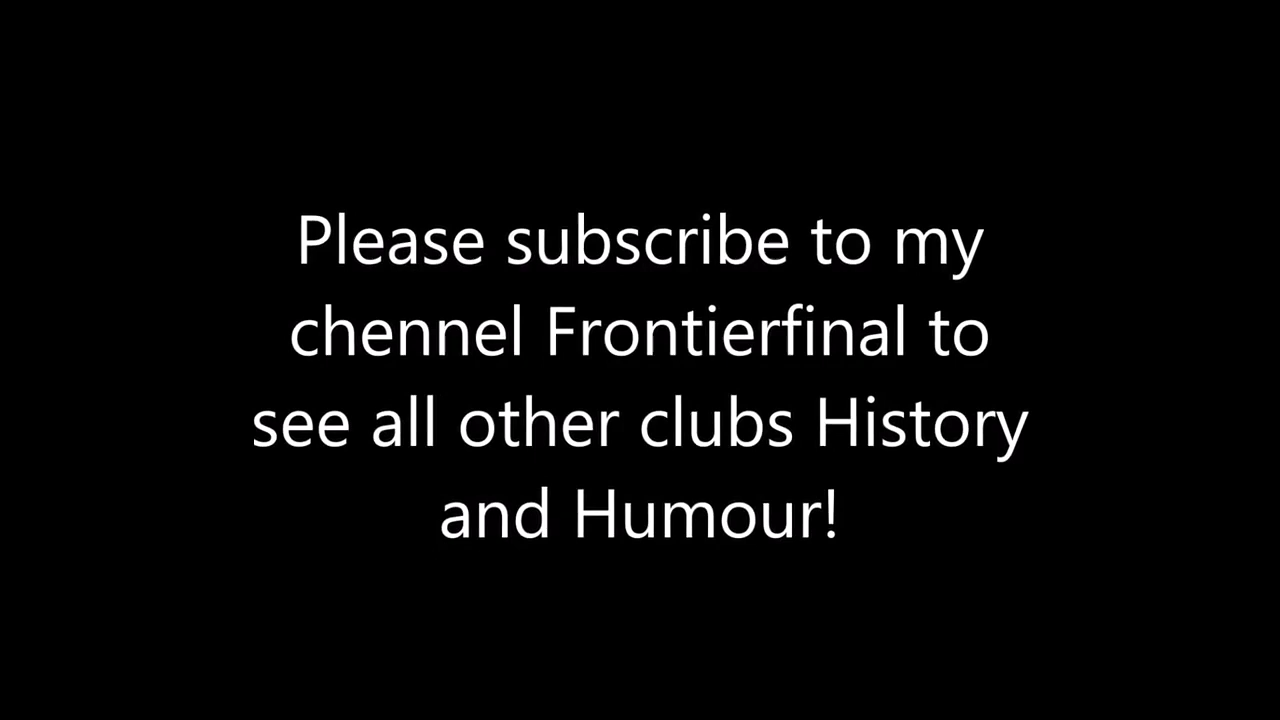 Please subscribe to my
chennel Frontierfinal to
see all other clubs History
and Humour!